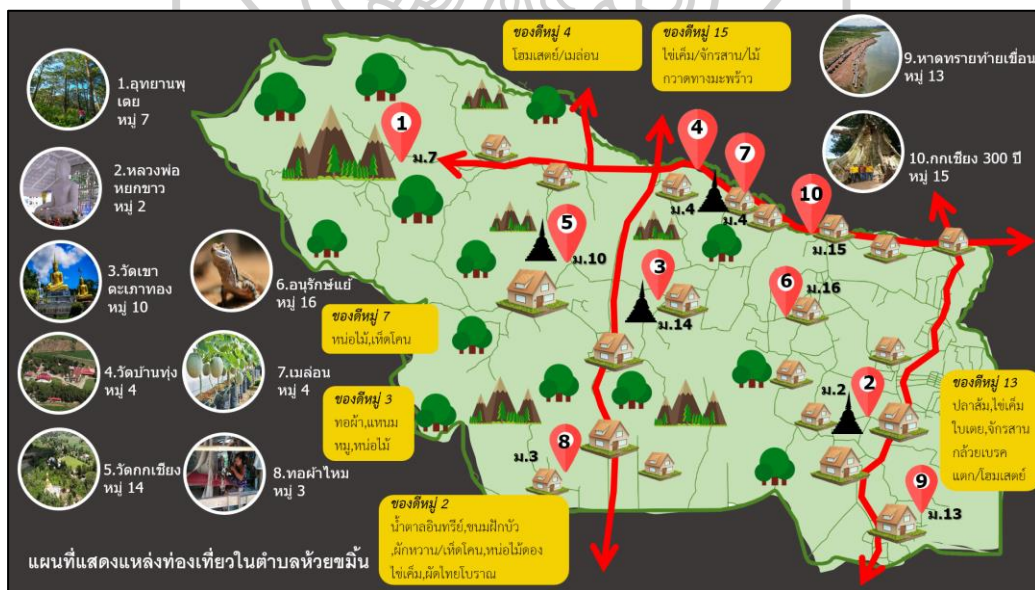 ของดีหมู่ 4
โฮมเสตย์/เมล่อน
ของดีหมู่ 15
ไข่เค็ม/จักรสาน/ไม้
กวาดทางมะพร้าว
1.อุทยานพุ
เตย
หมู่ 7
2.หลวงพ่อ
หยกขาว
หมู่ 2
3.วัดเขา
ตะเภาทอง
หมู่ 10
4.วัดบ้านทุ่ง
หมู่ 4
5.วัดกกเชียง
หมู่ 14
6.อนุรักษ์แย้
หมู่ 16
7.เมล่อน
หมู่ 4
8.ทอผ้าไหม
หมู่ 3
9.หาดทรายท้ายเขื่อน
หมู่ 13
10.กกเชียง 300 ปี
หมู่ 15
ของดีหมู่ 7
หน่อไม้,เห็ดโคน
ของดีหมู่ 3
ทอผ้า,แหนม
หมู,หน่อไม้
ของดีหมู่ 2
น้ำตาลอินทรีย์,ขนมฝักบัว
,ผักหวาน/เห็ดโคน,หน่อไม้ดอง
ไข่เค็ม,ผัดไทยโบราณ
ของดีหมู่ 13
ปลาส้ม,ไข่เค็ม
ใบเตย,จักรสาน
กล้วยเบรค
แตก/โฮมเสตย์
1
ม.7
4
ม.4
7
ม.4
10
ม.15
5
ม.10
3
ม.14
6
ม.16
2
ม.2
8
ม.3
9
ม.13
แผนที่แสดงแหล่งท่องเที่ยวในตำบลห้วยขมิ้น